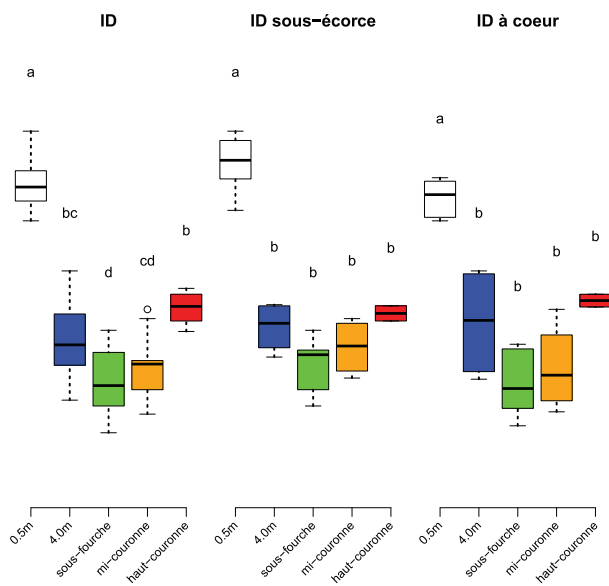 ID
ID sous−écorce
ID à coeur
a
bc
d
cd
b
a
b
b
b
b
a
b
b
b
b
0.5m
4.0m
sous−fourche
mi−couronne
haut−couronne
0.5m
4.0m
sous−fourche
mi−couronne
haut−couronne
0.5m
4.0m
sous−fourche
mi−couronne
haut−couronne